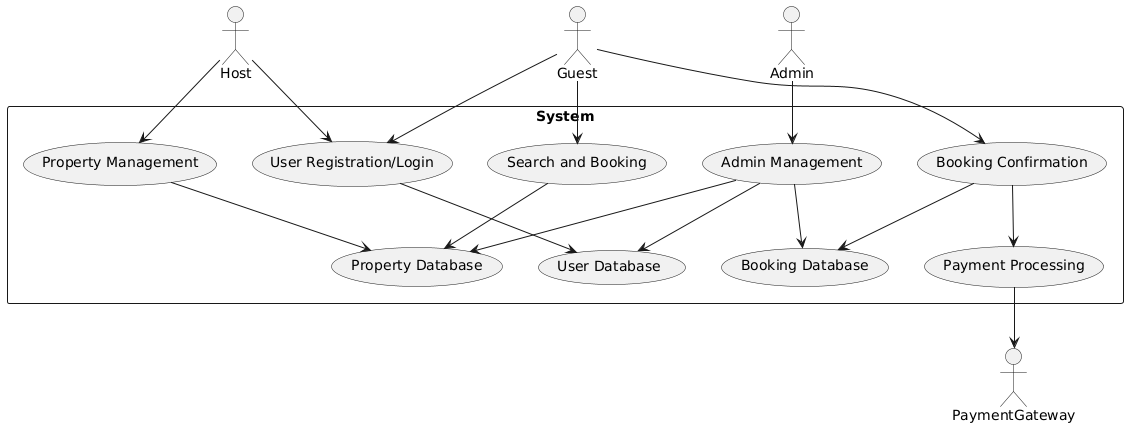 Host
Guest
Admin
System
Property Management
User Registration/Login
Search and Booking
Admin Management
Booking Confirmation
Property Database
User Database
Booking Database
Payment Processing
PaymentGateway